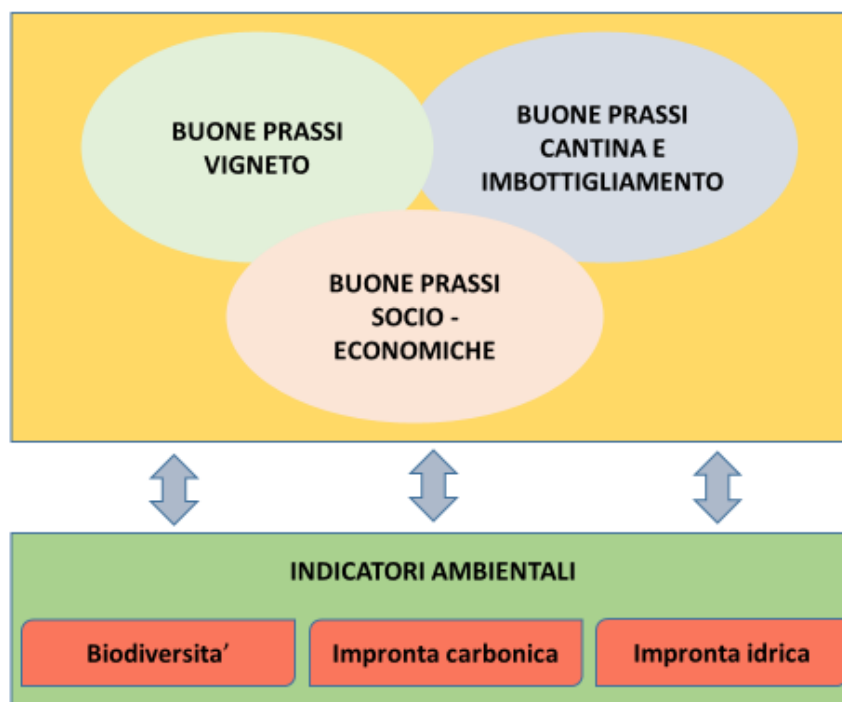 BUONE PRASSI
VIGNETO
BUONE PRASSI
CANTINA E
IMBOTTIGLIAMENTO
BUONE PRASSI
SOCIO -
ECONOMICHE
INDICATORI AMBIENTALI
Biodiversita’
Impronta carbonica
Impronta idrica